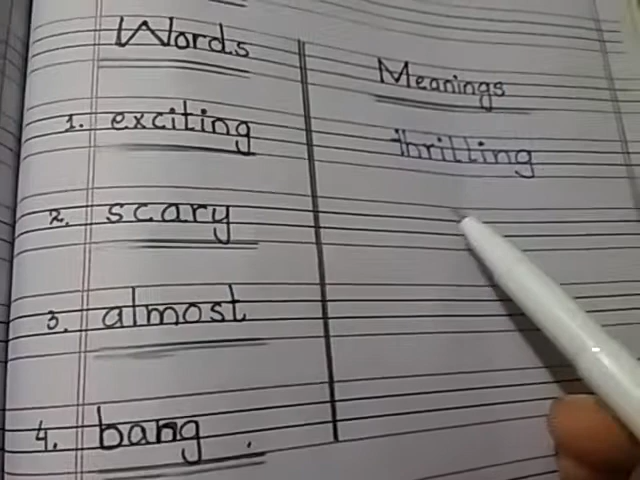 Words
Meanings
1. exciting
thrilling
2. scary
3. almost
4. bang.